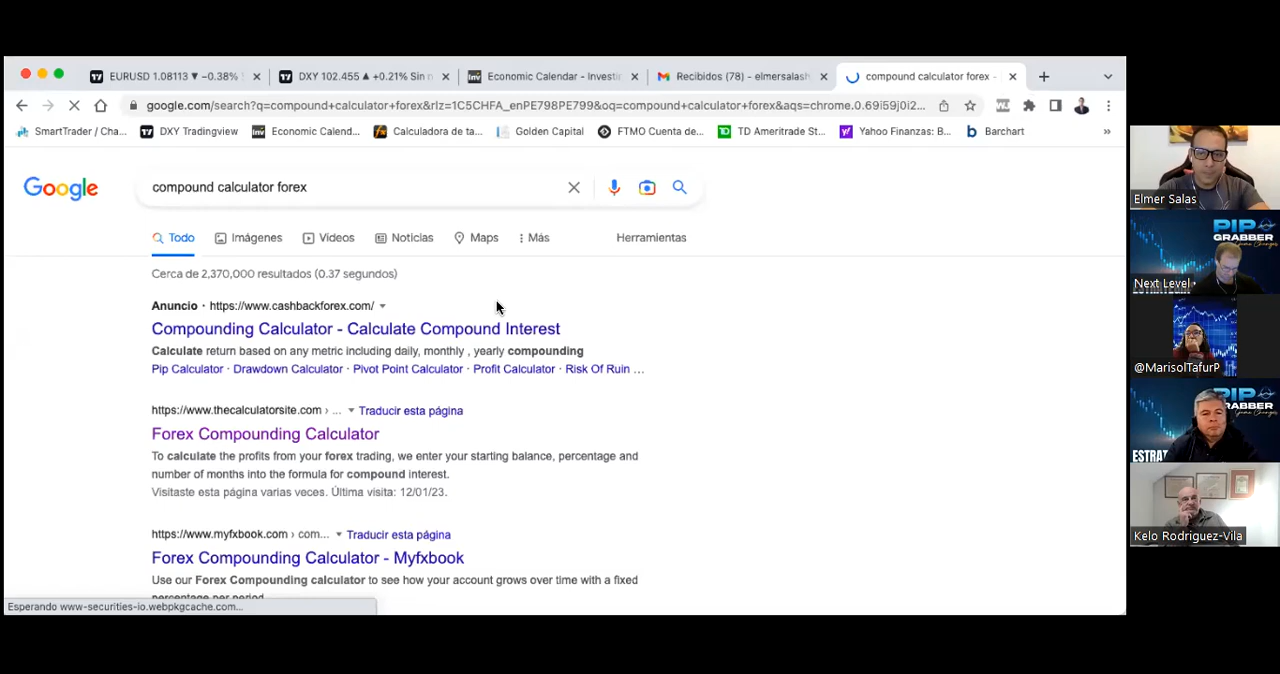 EURUSD 1.08113 ▼ −0.38%
DXY 102.455 ▲ +0.21% Sin n
Economic Calendar - Investi
Recibidos (78) - elmersalash
compound calculator forex -
google.com/search?q=compound+calculator+forex&rlz=1C5CHFA_enPE798PE799&oq=compound+calculator+forex&aqs=chrome.0.69i59j0i2...
SmartTrader / Cha...
DXY Tradingview
Economic Calend...
Calculadora de ta...
Golden Capital
FTMO Cuenta de...
TD Ameritrade St...
Yahoo Finanzas: B...
Barchart
»
Google
compound calculator forex
Todo
Imágenes
Videos
Noticias
Maps
Más
Herramientas
Cerca de 2,370,000 resultados (0.37 segundos)
Anuncio · https://www.cashbackforex.com/
Compounding Calculator - Calculate Compound Interest
Calculate return based on any metric including daily, monthly , yearly compounding
Pip Calculator · Drawdown Calculator · Pivot Point Calculator · Profit Calculator · Risk Of Ruin ...
https://www.thecalculatorsite.com › ... Traducir esta página
Forex Compounding Calculator
To calculate the profits from your forex trading, we enter your starting balance, percentage and
number of months into the formula for compound interest.
Visitaste esta página varias veces. Última visita: 12/01/23.
https://www.myfxbook.com › com... Traducir esta página
Forex Compounding Calculator - Myfxbook
Use our Forex Compounding calculator to see how your account grows over time with a fixed
percentage per period.
Esperando www-securities-io.webpkgcache.com...
Elmer Salas
PIP
GRABBER
Game Changers
Next Level
@MarisolTafurP
PIP
GRABBER
Game Changers
ESTRAT
Kelo Rodriguez-Vila